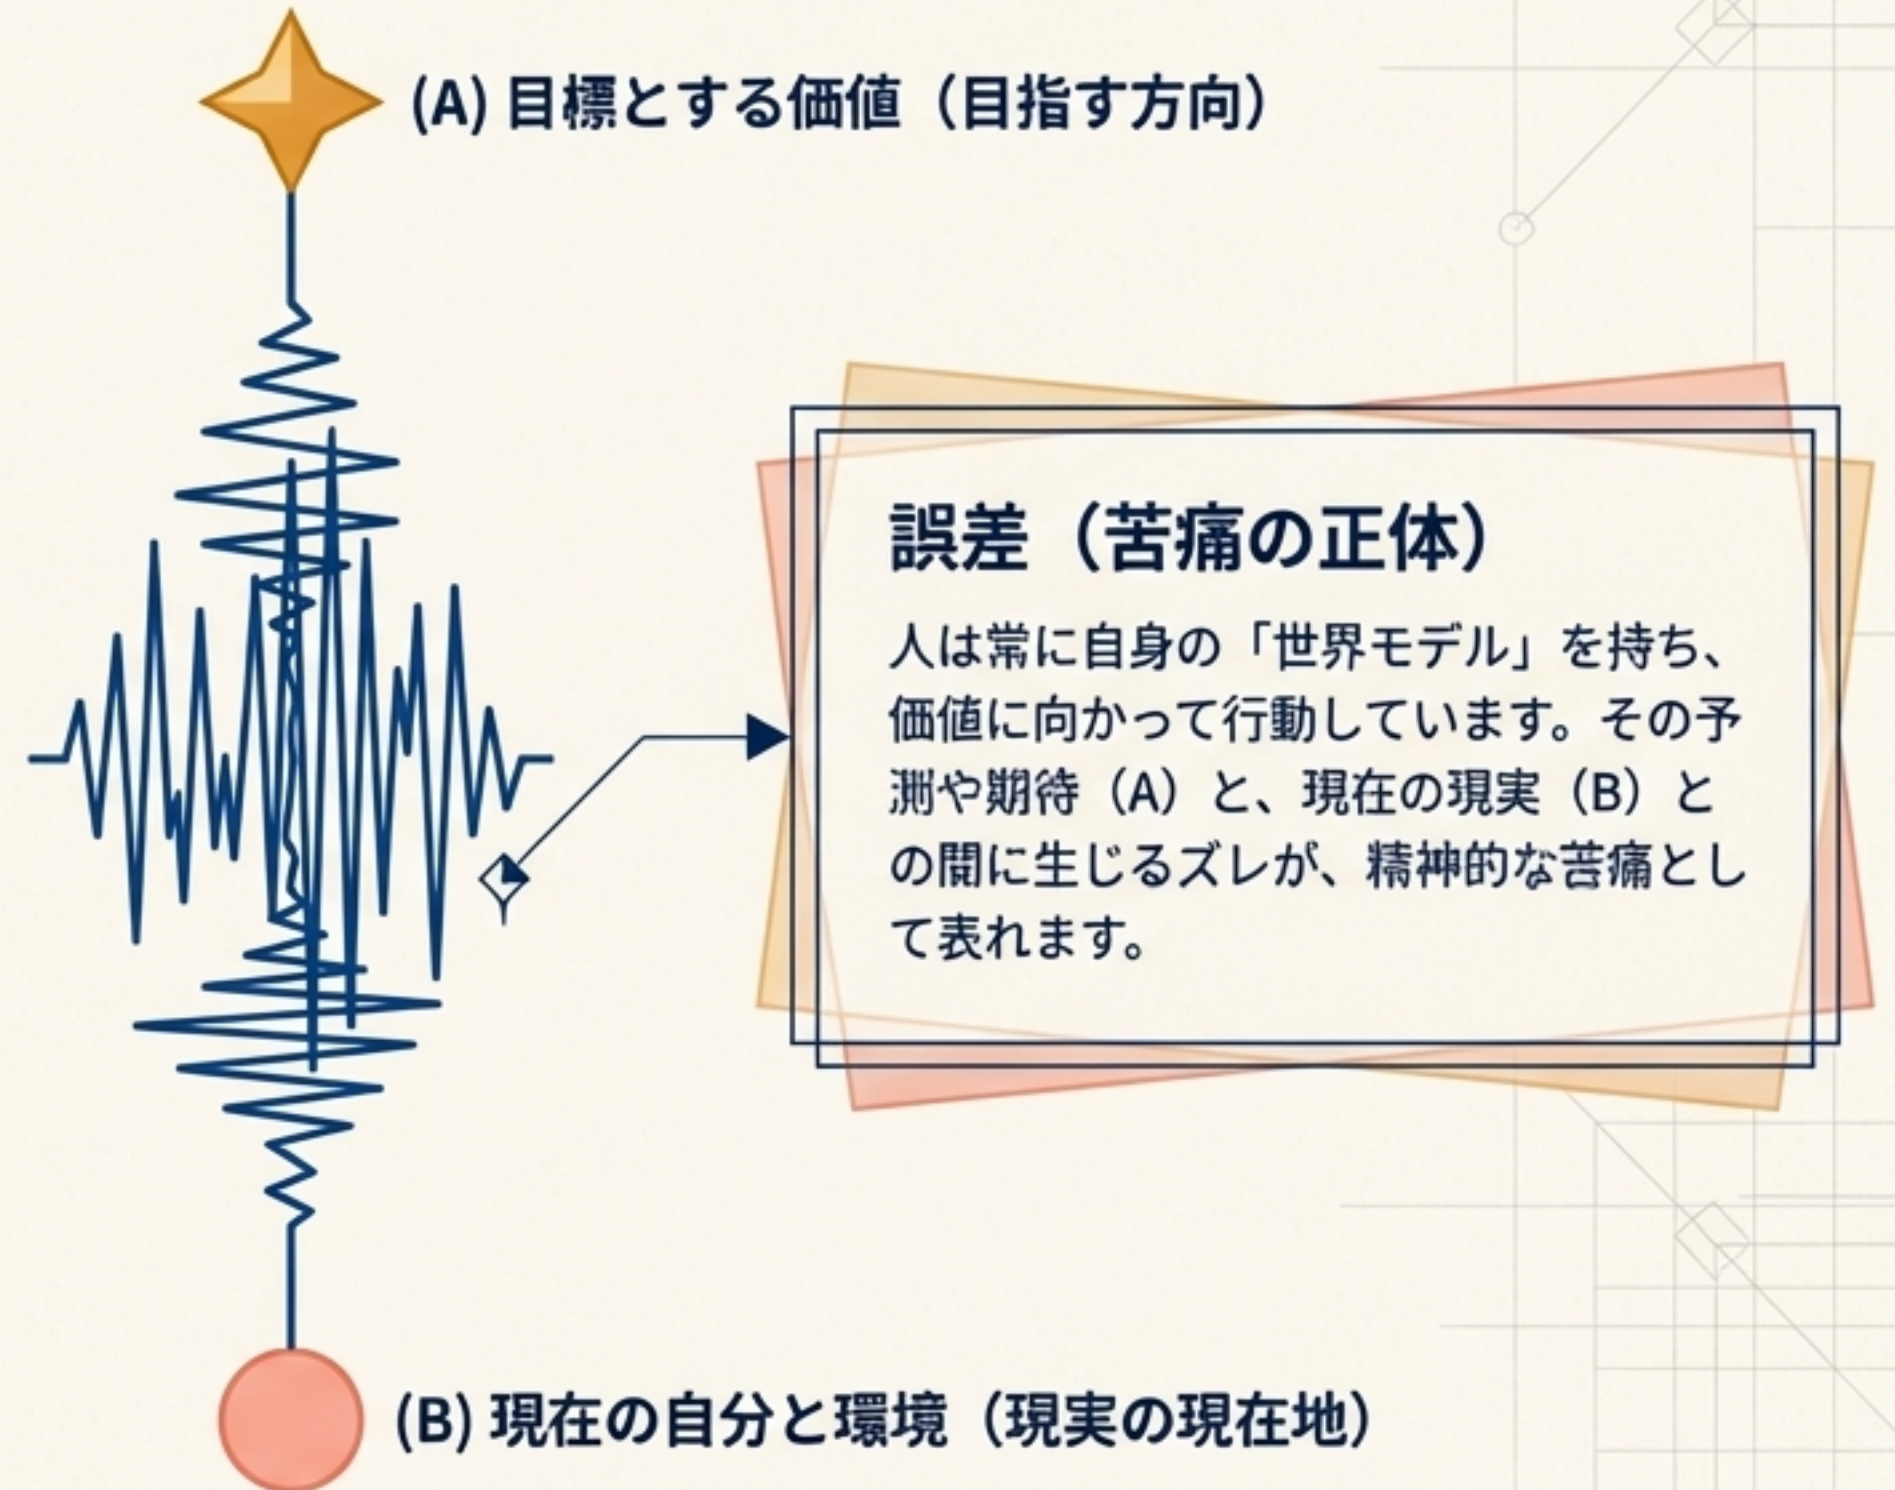 (A) 目標とする価値（目指す方向）
誤差（苦痛の正体）
人は常に自身の「世界モデル」を持ち、
価値に向かって行動しています。その予
測や期待（A）と、現在の現実（B）と
の間に生じるズレが、精神的な苦痛とし
て表れます。
(B) 現在の自分と環境（現実の現在地）